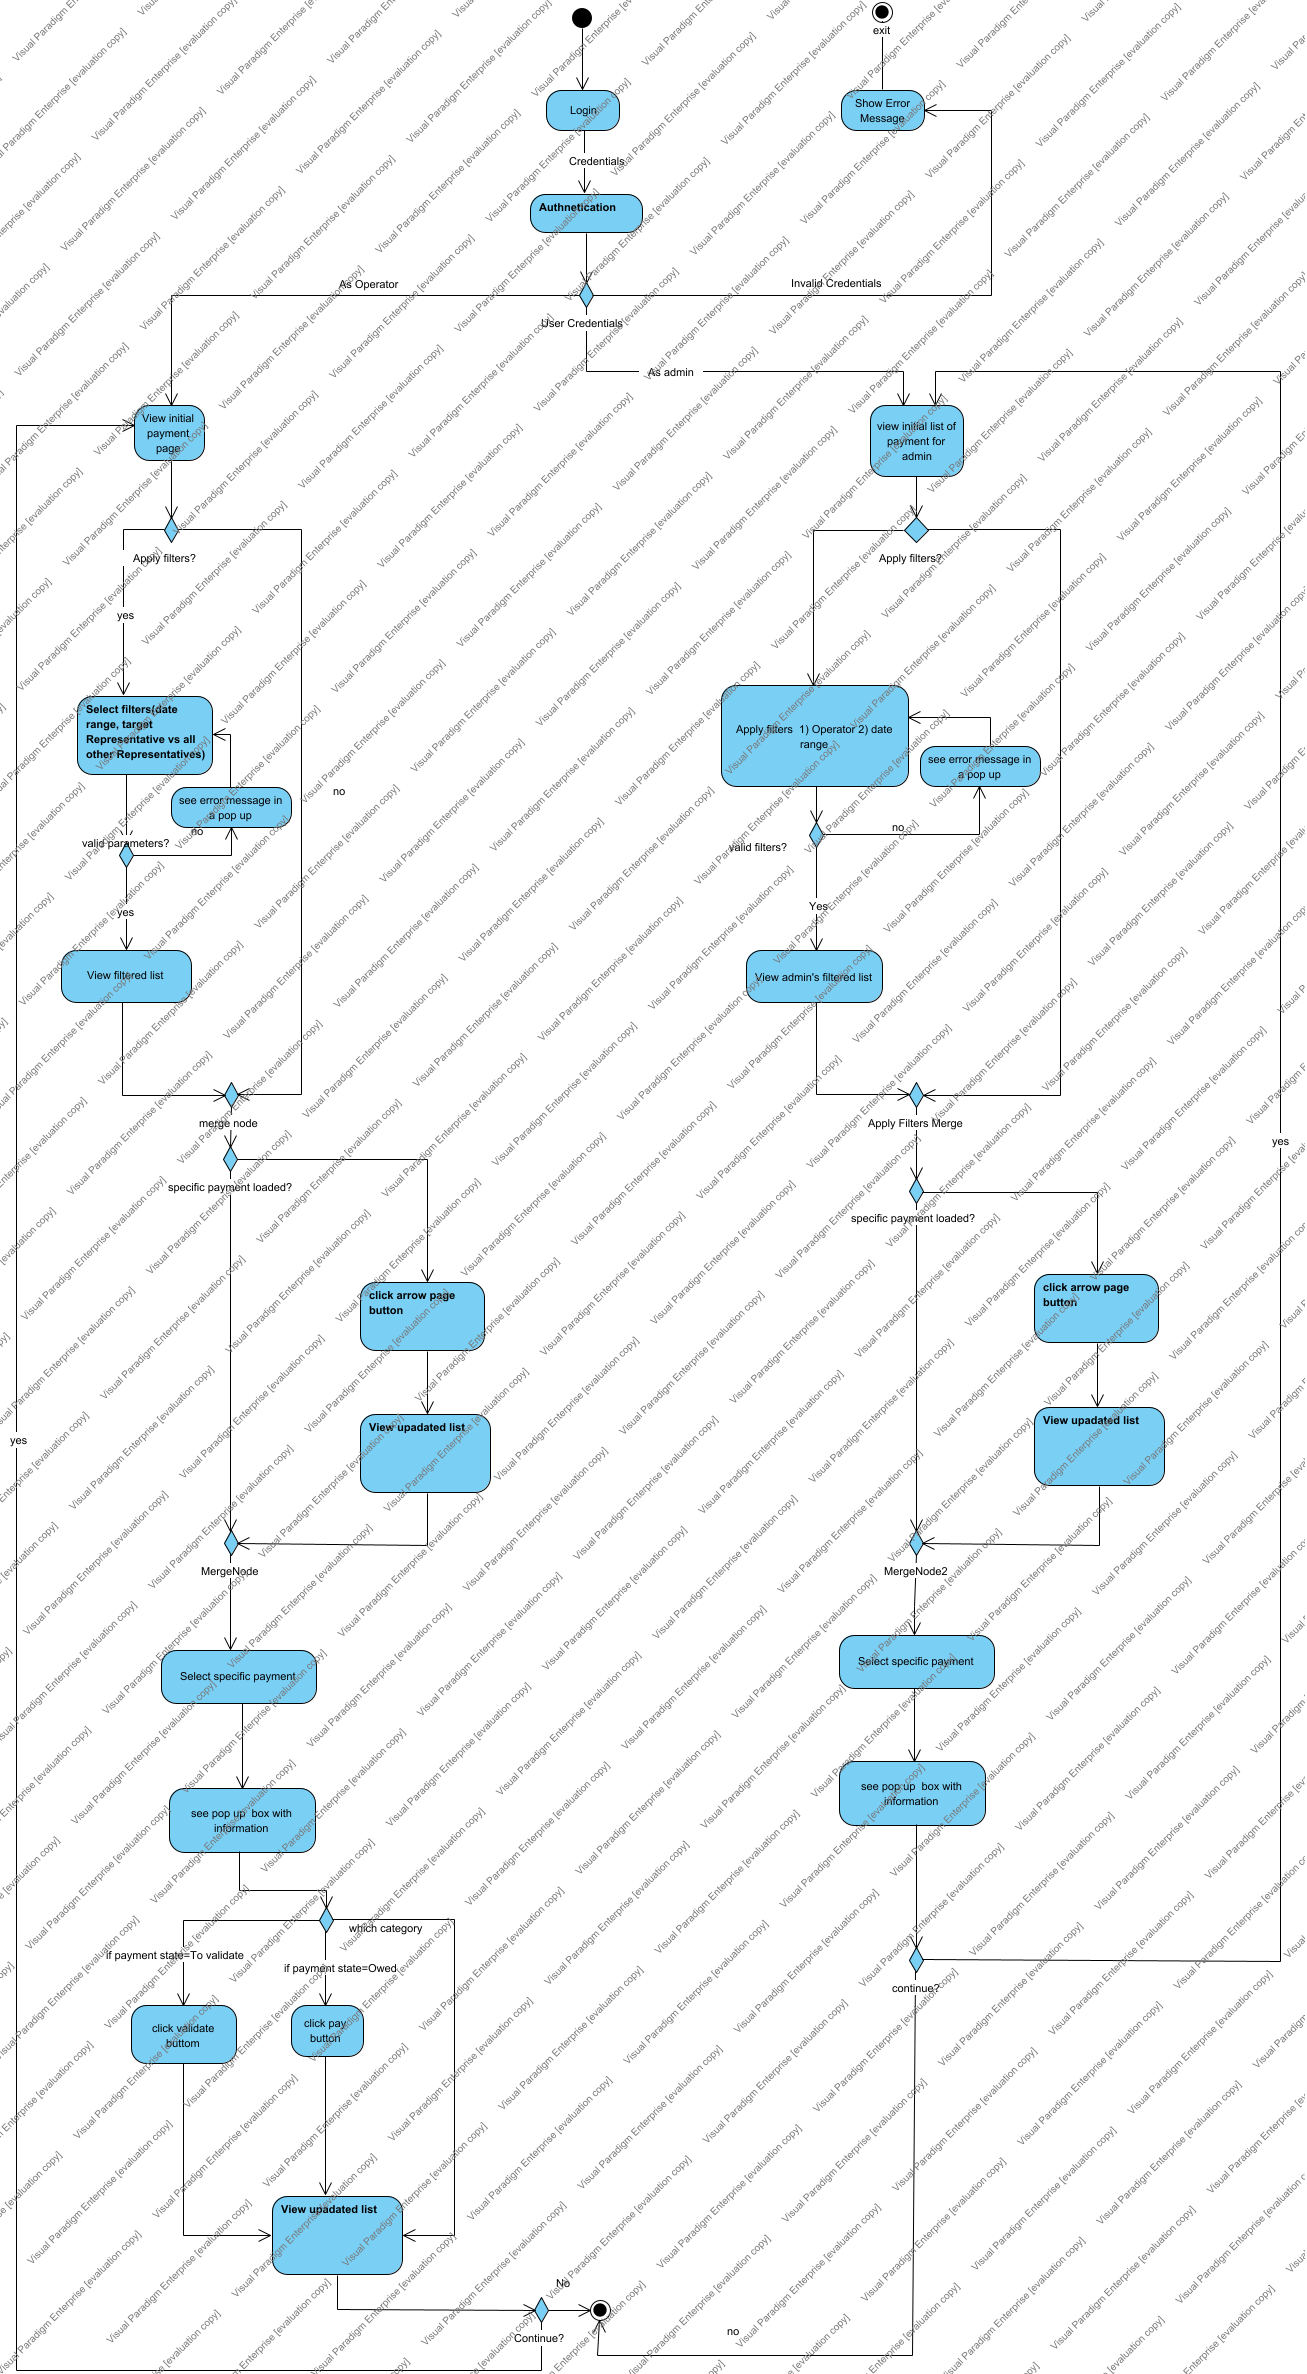 exit
Login
Show Error
Message
Credentials
Authnetication
As Operator
Invalid Credentials
User Credentials
As admin
View initial
payment
page
view initial list of
payment for
admin
Apply filters?
Apply filters?
yes
Select filters(date
range, target
Representative vs all
other Representatives)
Apply filters 1) Operator 2) date
range
see error message in
a pop up
see error message in
a pop up
no
no
valid parameters?
no
valid filters?
yes
Yes
View filtered list
View admin's filtered list
merge node
Apply Filters Merge
yes
specific payment loaded?
specific payment loaded?
click arrow page
button
click arrow page
button
View upadated list
View upadated list
yes
MergeNode
MergeNode2
Select specific payment
Select specific payment
see pop up box with
information
see pop up box with
information
which category
if payment state=To validate
if payment state=Owed
continue?
click validate
buttom
click pay
button
View upadated list
No
Continue?
no
Visual Paradigm Enterprise [evaluation copy]